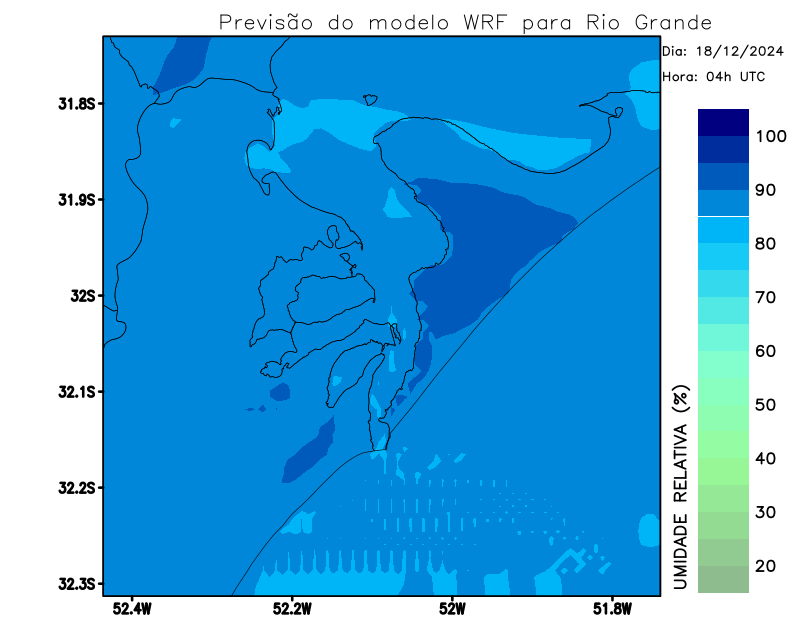 Previsão do modelo WRF para Rio Grande
Dia: 18/12/2024
Hora: 04h UTC
31.8S
31.9S
32S
32.1S
32.2S
32.3S
52.4W
52.2W
52W
51.8W
100
90
80
70
60
50
40
30
20
UMIDADE RELATIVA (%)